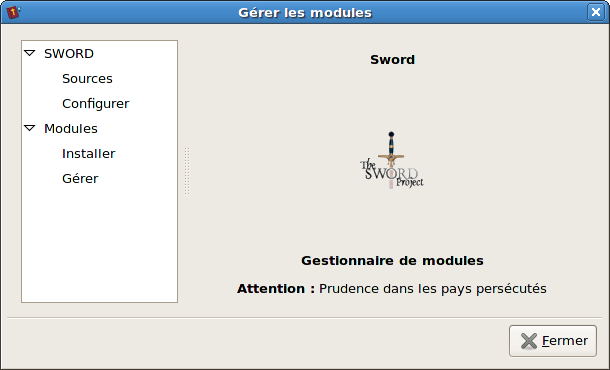 Gérer les modules
SWORD
Sources
Configurer
Modules
Installer
Gérer
Sword
The
SWORD
Project
Gestionnaire de modules
Attention : Prudence dans les pays persécutés
Fermer